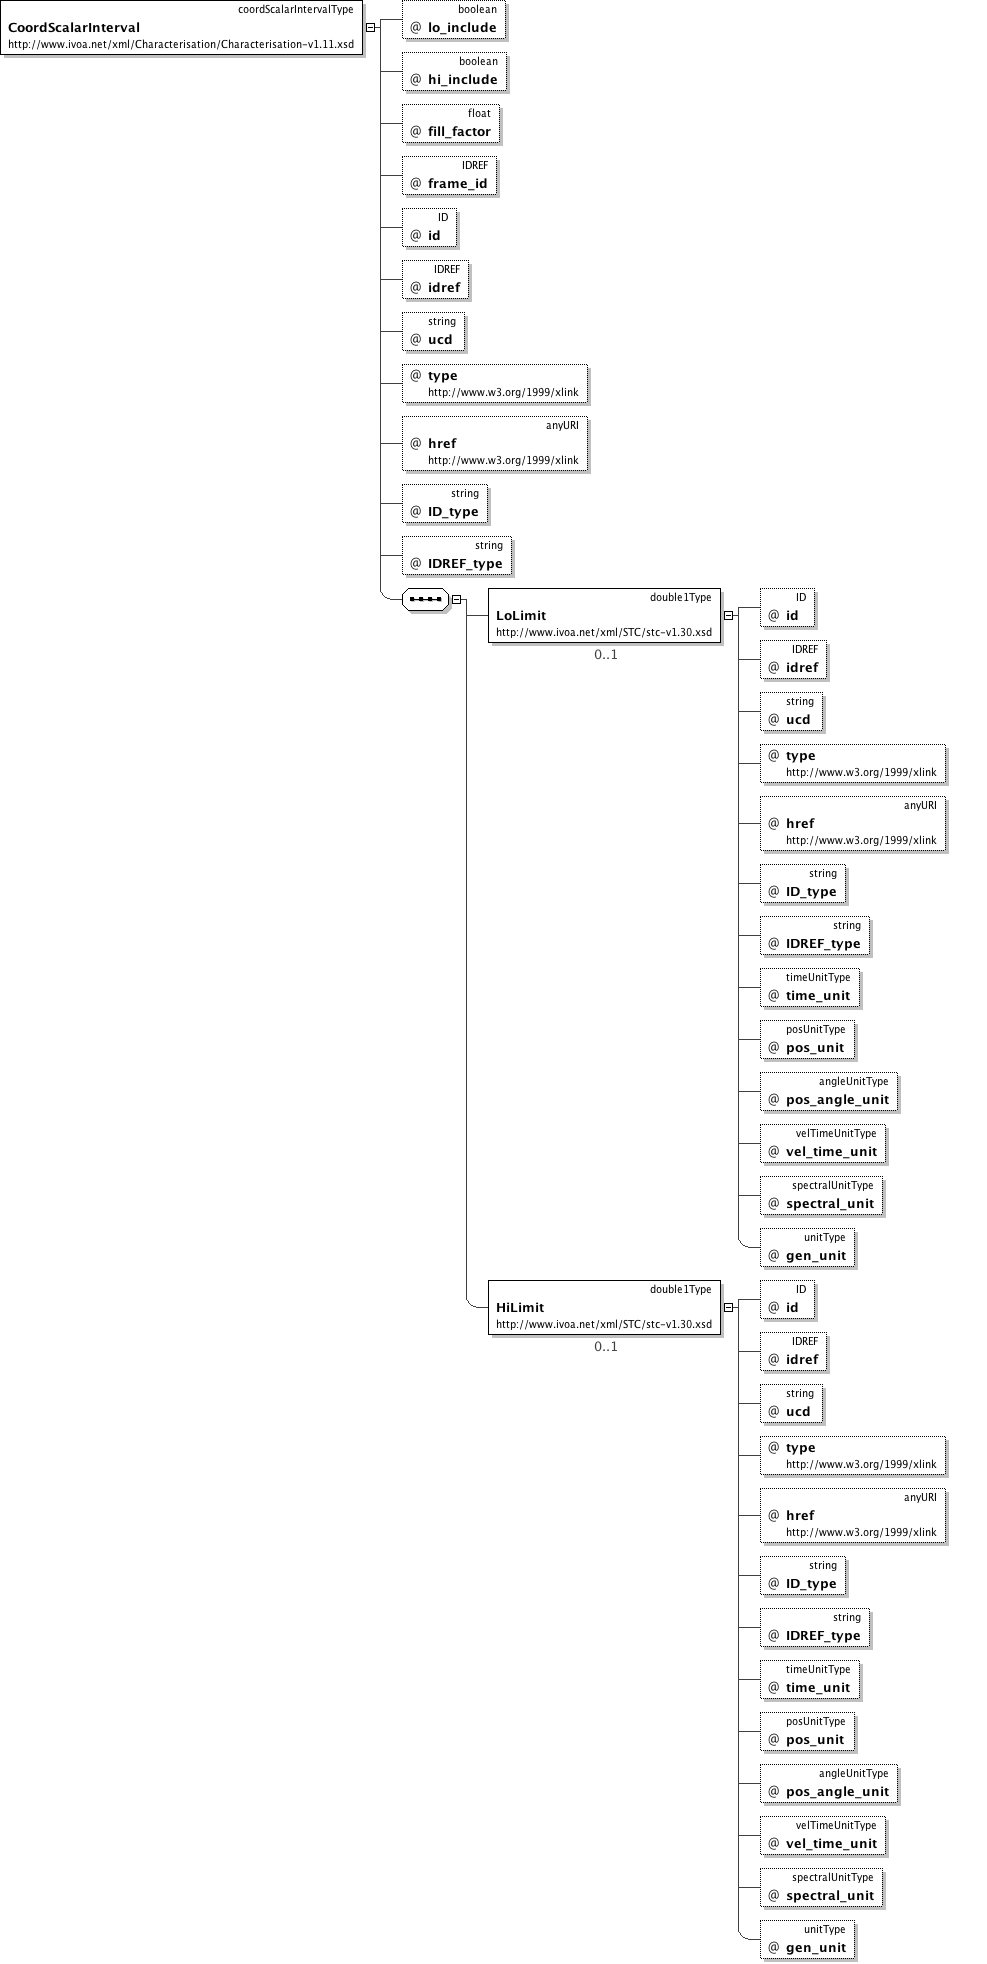 coordScalarIntervalType
CoordScalarInterval
http://www.ivoa.net/xml/Characterisation/Characterisation-v1.11.xsd
boolean
@ lo_include
boolean
@ hi_include
float
@ fill_factor
IDREF
@ frame_id
ID
@ id
IDREF
@ idref
string
@ ucd
@ type
http://www.w3.org/1999/xlink
anyURI
@ href
http://www.w3.org/1999/xlink
string
@ ID_type
string
@ IDREF_type
double1Type
LoLimit
http://www.ivoa.net/xml/STC/stc-v1.30.xsd
0..1
ID
@ id
IDREF
@ idref
string
@ ucd
@ type
http://www.w3.org/1999/xlink
anyURI
@ href
http://www.w3.org/1999/xlink
string
@ ID_type
string
@ IDREF_type
timeUnitType
@ time_unit
posUnitType
@ pos_unit
angleUnitType
@ pos_angle_unit
velTimeUnitType
@ vel_time_unit
spectralUnitType
@ spectral_unit
unitType
@ gen_unit
double1Type
HiLimit
http://www.ivoa.net/xml/STC/stc-v1.30.xsd
0..1
ID
@ id
IDREF
@ idref
string
@ ucd
@ type
http://www.w3.org/1999/xlink
anyURI
@ href
http://www.w3.org/1999/xlink
string
@ ID_type
string
@ IDREF_type
timeUnitType
@ time_unit
posUnitType
@ pos_unit
angleUnitType
@ pos_angle_unit
velTimeUnitType
@ vel_time_unit
spectralUnitType
@ spectral_unit
unitType
@ gen_unit